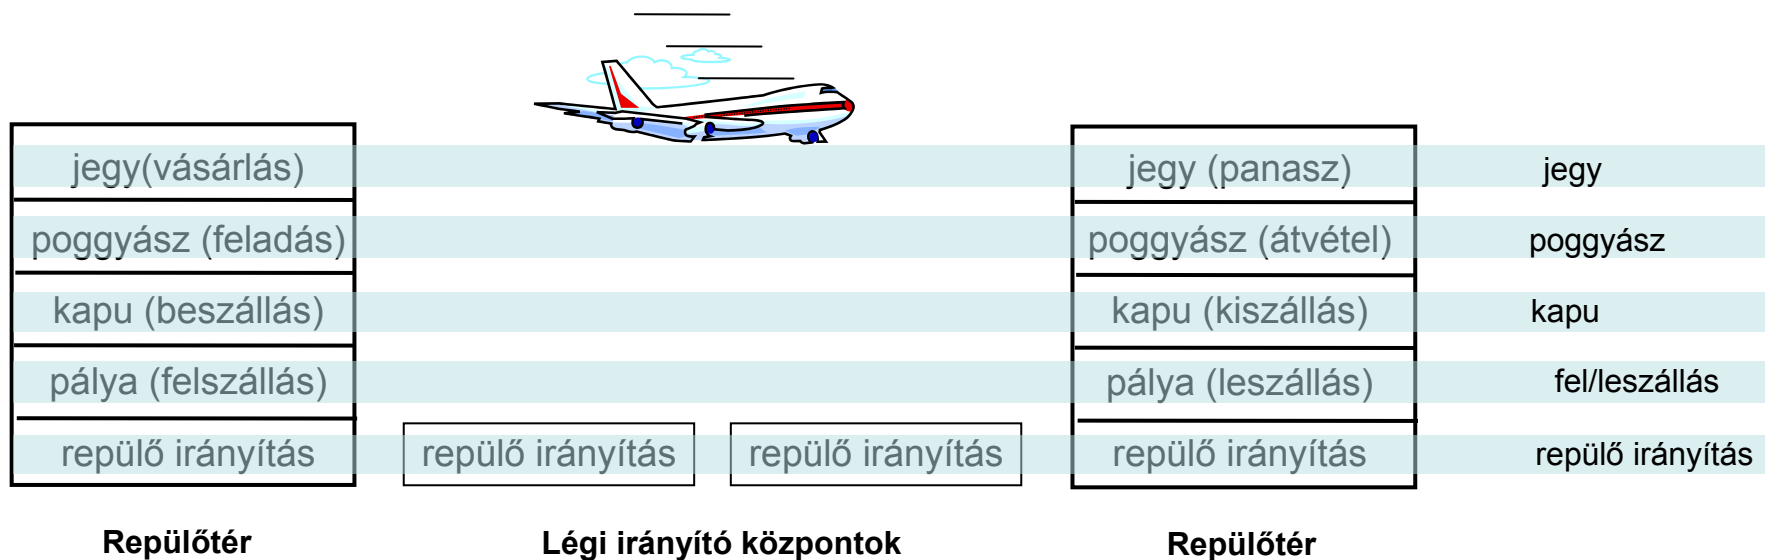 jegy(vásárlás)
jegy (panasz)
jegy
poggyász (feladás)
poggyász (átvétel)
poggyász
kapu (beszállás)
kapu (kiszállás)
kapu
pálya (felszállás)
pálya (leszállás)
fel/leszállás
repülő irányítás
repülő irányítás
repülő irányítás
repülő irányítás
repülő irányítás
Repülőtér
Légi irányító központok
Repülőtér